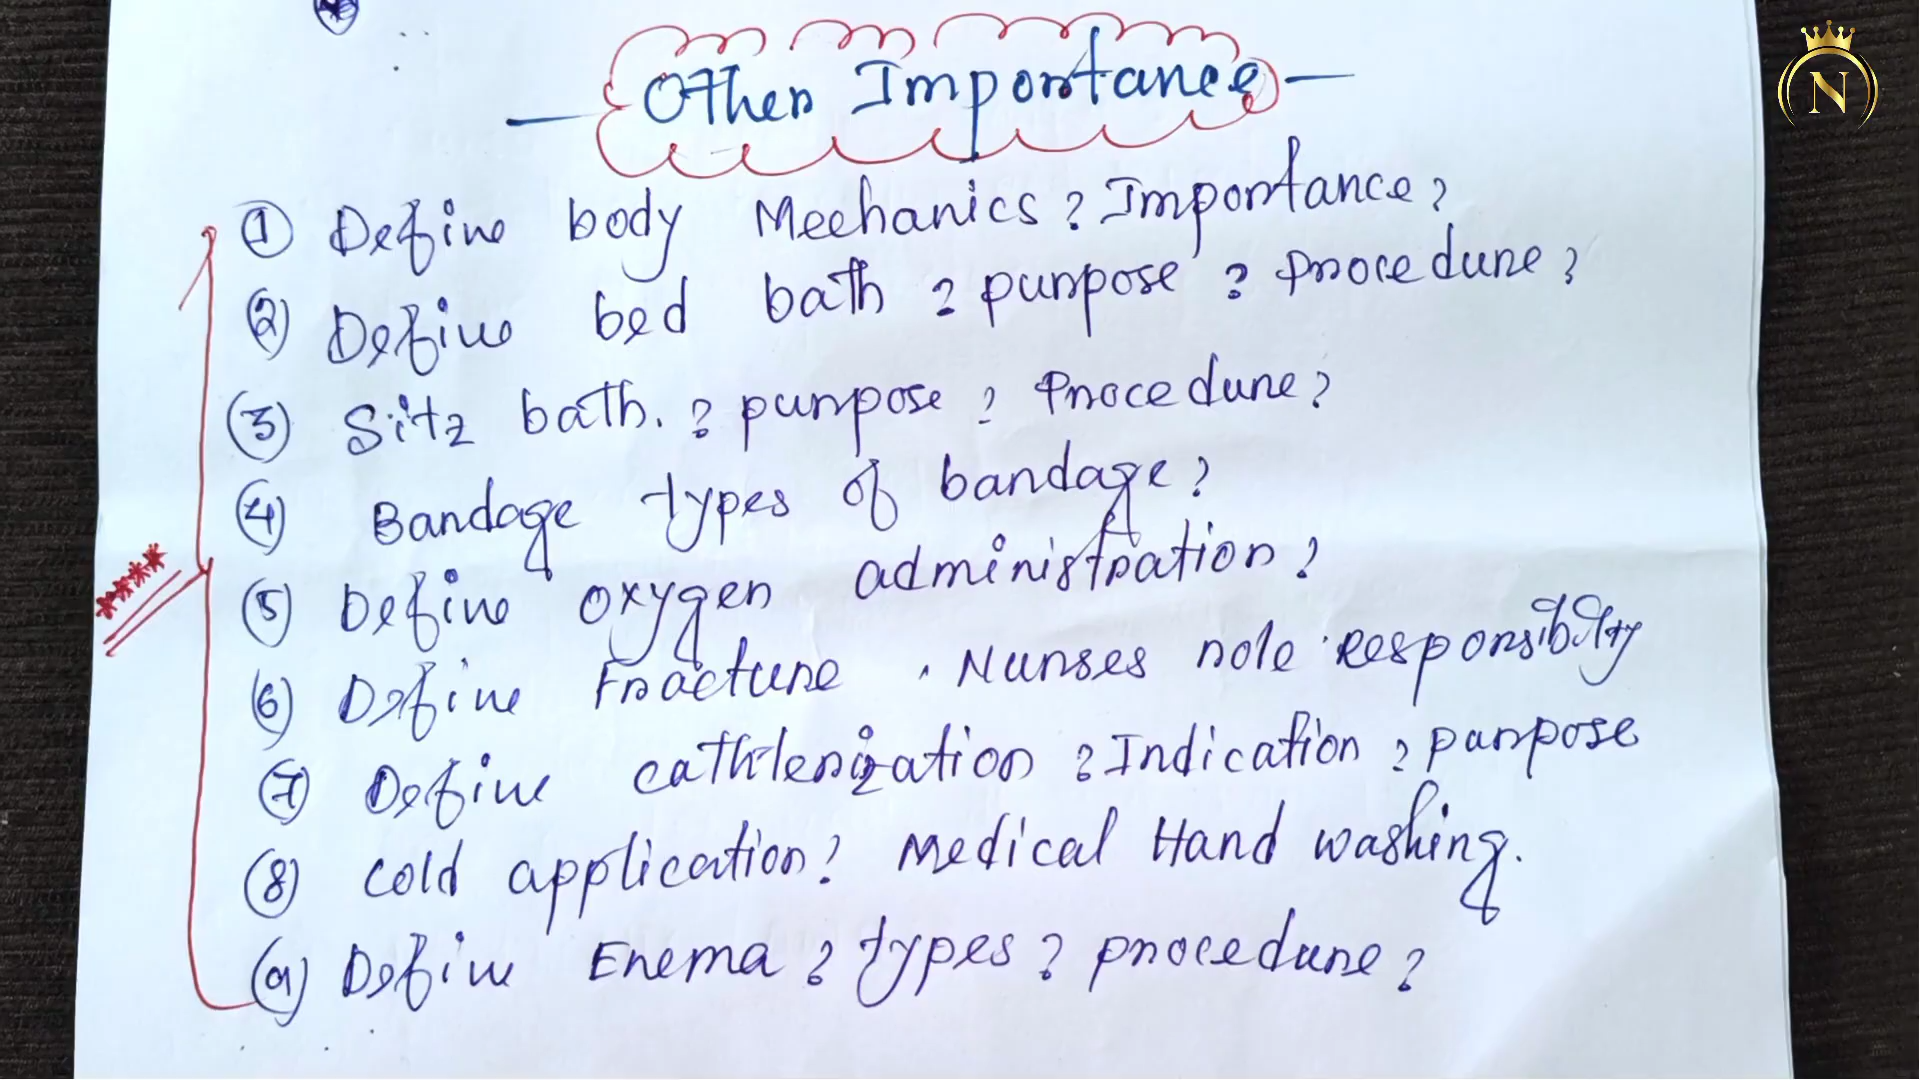 Other Importance
① Define body Mechanics? Importance?
② Define bed bath? purpose? Procedure?
③ Sitz bath.? purpose? Procedure?
④ Bandage types of bandage?
⑤ Define oxygen administration?
⑥ Define Fracture. Nurses role responsiblity
⑦ Define catheterization? Indication? purpose
⑧ cold application? Medical Hand washing.
⑨ Define Enema? types? procedure?
N